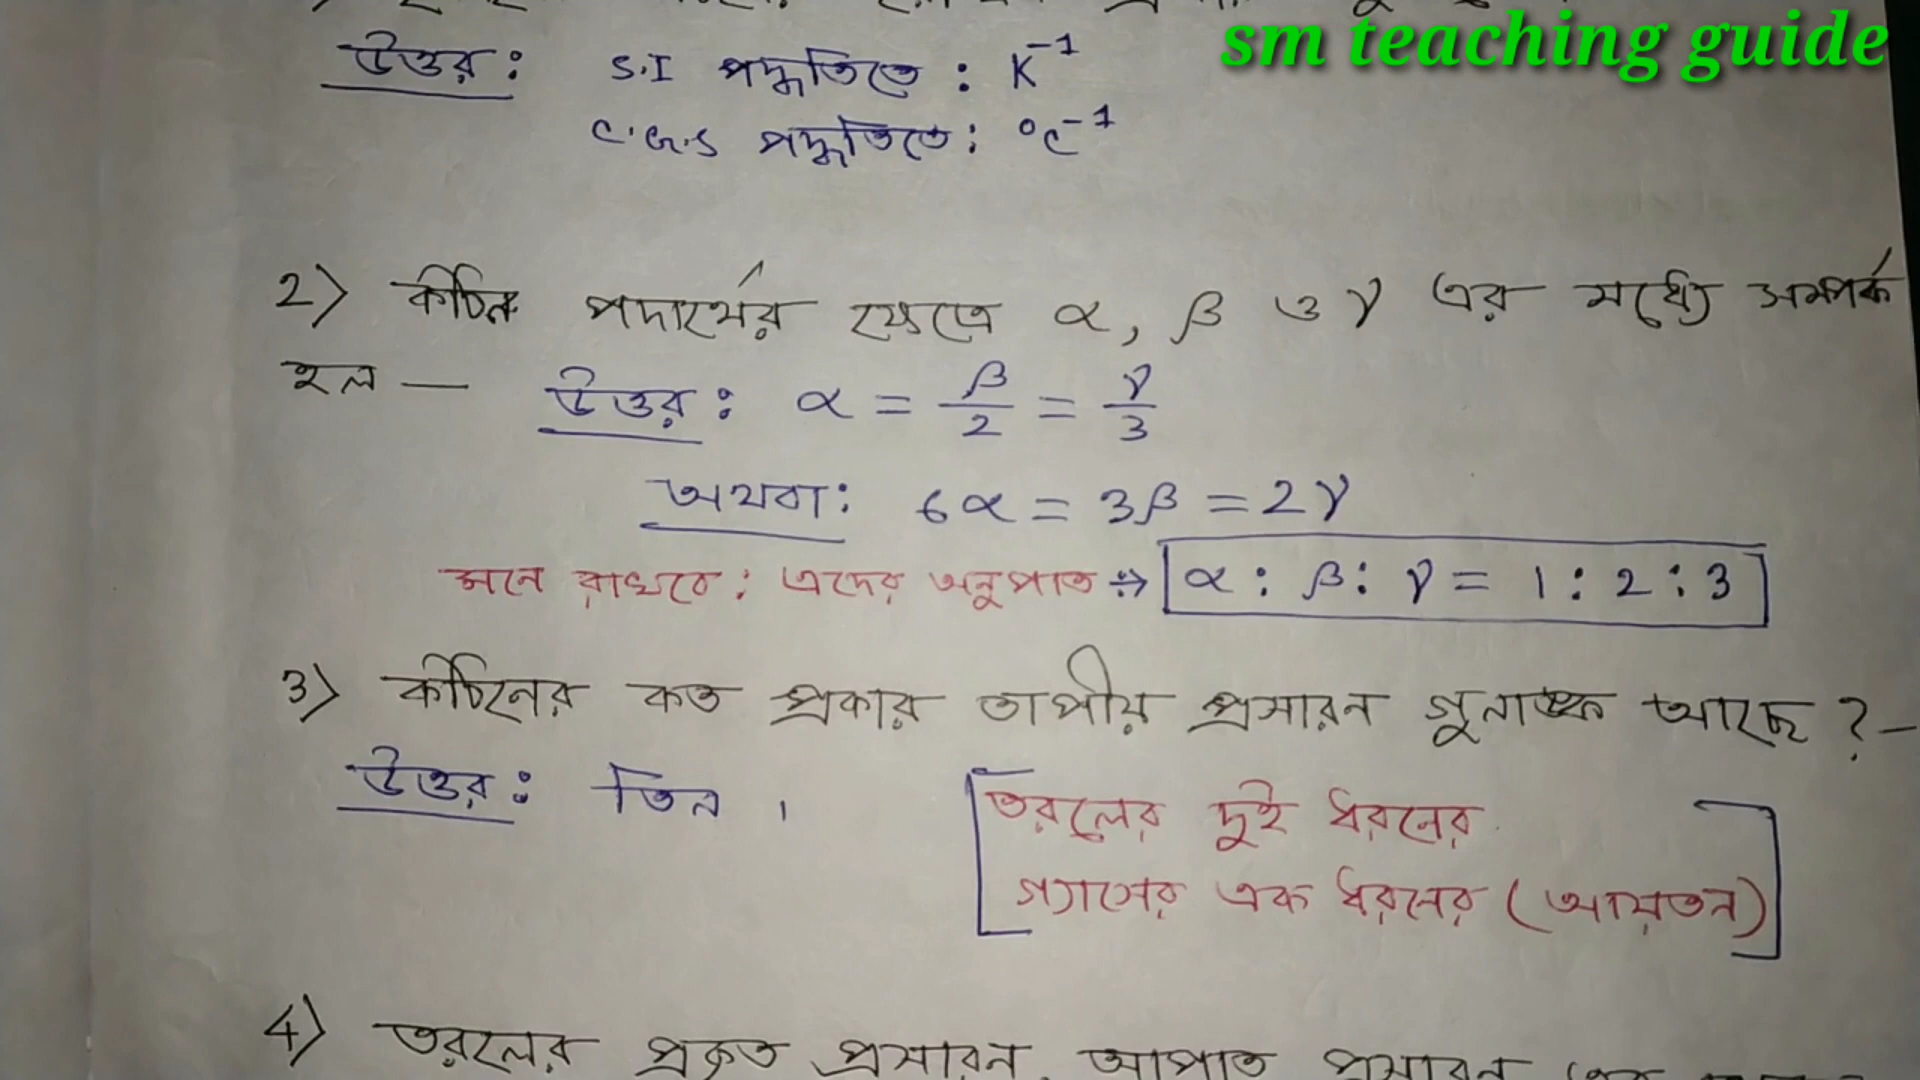 sm teaching guide
উত্তর : S.I পদ্ধতিতে : K⁻¹
C.G.S পদ্ধতিতে : °C⁻¹
2) কঠিন পদার্থের ক্ষেত্রে α, β ও γ এর মধ্যে সম্পর্ক
হল — উত্তর : α = β/2 = γ/3
অথবা : 6α = 3β = 2γ
মনে রাখবে : এদের অনুপাত ⇒ α : β : γ = 1 : 2 : 3
3) কঠিনের কত প্রকার তাপীয় প্রসারন গুনাঙ্ক আছে ? –
উত্তর : তিন ।
[তরলের দুই ধরনের
গ্যাসের এক ধরনের (আয়তন)]
4) তরলের প্রকৃত প্রসারন, আপাত প্রসারন